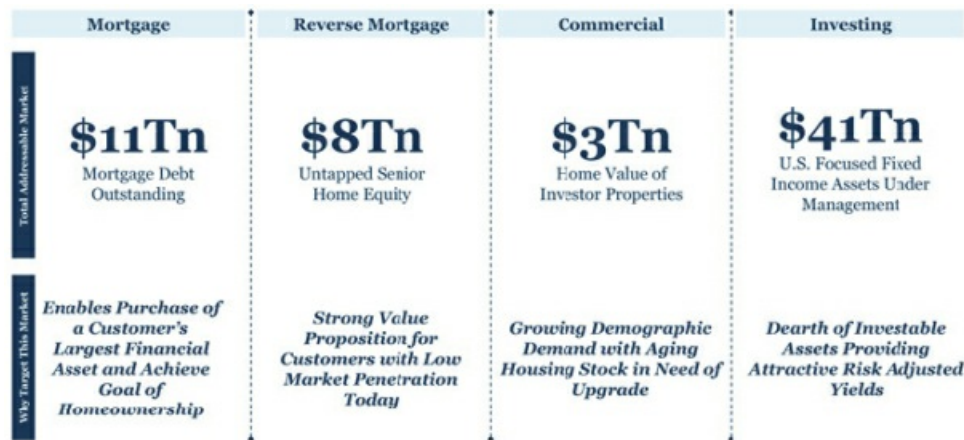 Mortgage
Reverse Mortgage
Commercial
Investing
Total Addressable Market
$11Tn
Mortgage Debt
Outstanding
$8Tn
Untapped Senior
Home Equity
$3Tn
Home Value of
Investor Properties
$41Tn
U.S. Focused Fixed
Income Assets Under
Management
Why Target This Market
Enables Purchase of
a Customer's
Largest Financial
Asset and Achieve
Goal of
Homeownership
Strong Value
Proposition for
Customers with Low
Market Penetration
Today
Growing Demographic
Demand with Aging
Housing Stock in Need of
Upgrade
Dearth of Investable
Assets Providing
Attractive Risk Adjusted
Yields